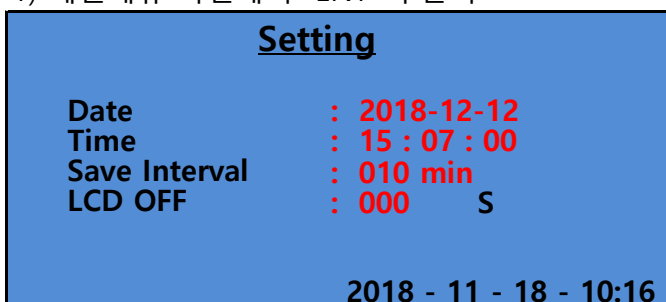 Setting
Date : 2018-12-12
Time : 15 : 07 : 00
Save Interval : 010 min
LCD OFF : 000 S
2018 - 11 - 18 - 10:16